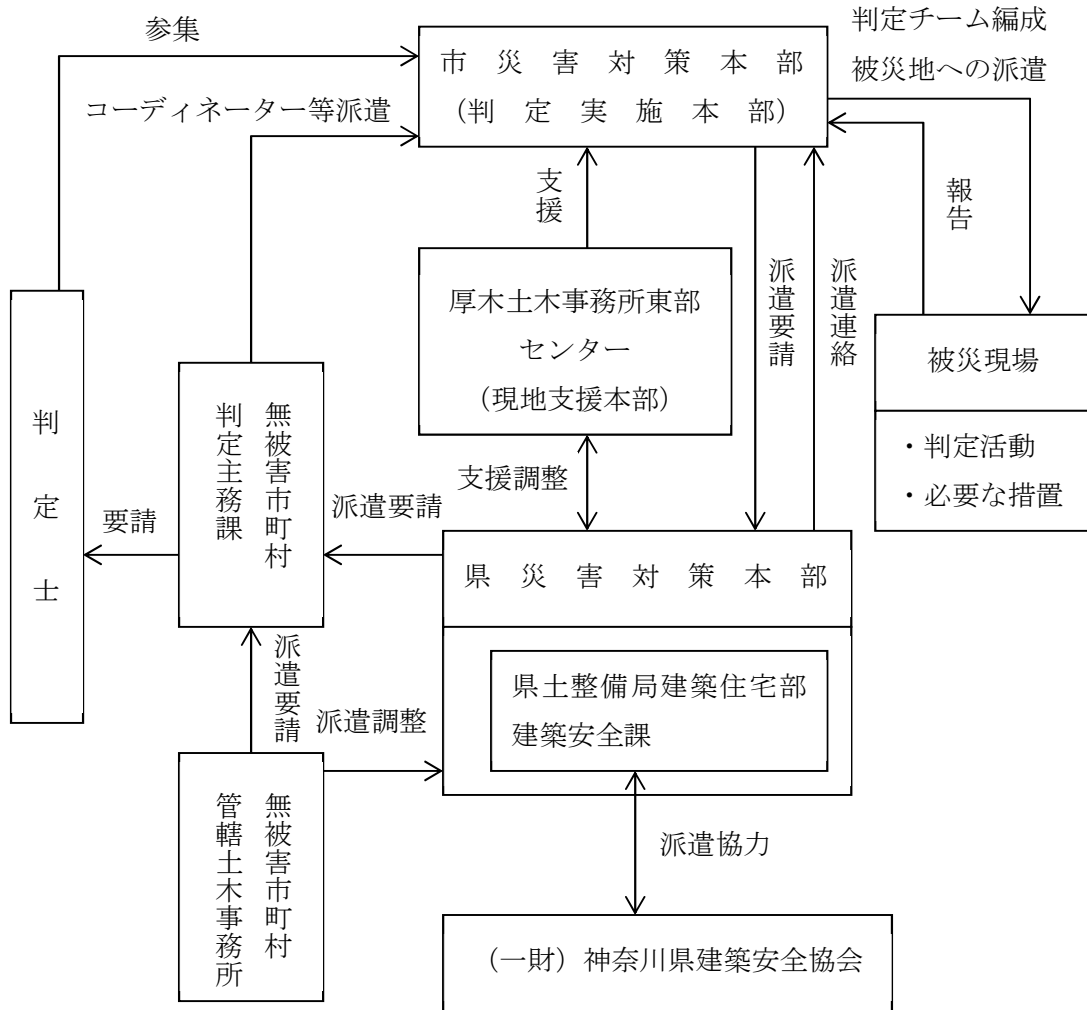 参集
コーディネーター等派遣
市災害対策本部
(判定実施本部)
判定チーム編成
被災地への派遣
支援
派遣要請
派遣連絡
報告
厚木土木事務所東部
センター
(現地支援本部)
被災現場
・判定活動
・必要な措置
判定士
要請
無被害市町村
判定主務課
派遣要請
支援調整
県災害対策本部
県土整備局建築住宅部
建築安全課
派遣要請
派遣調整
無被害市町村
管轄土木事務所
派遣協力
(一財)神奈川県建築安全協会